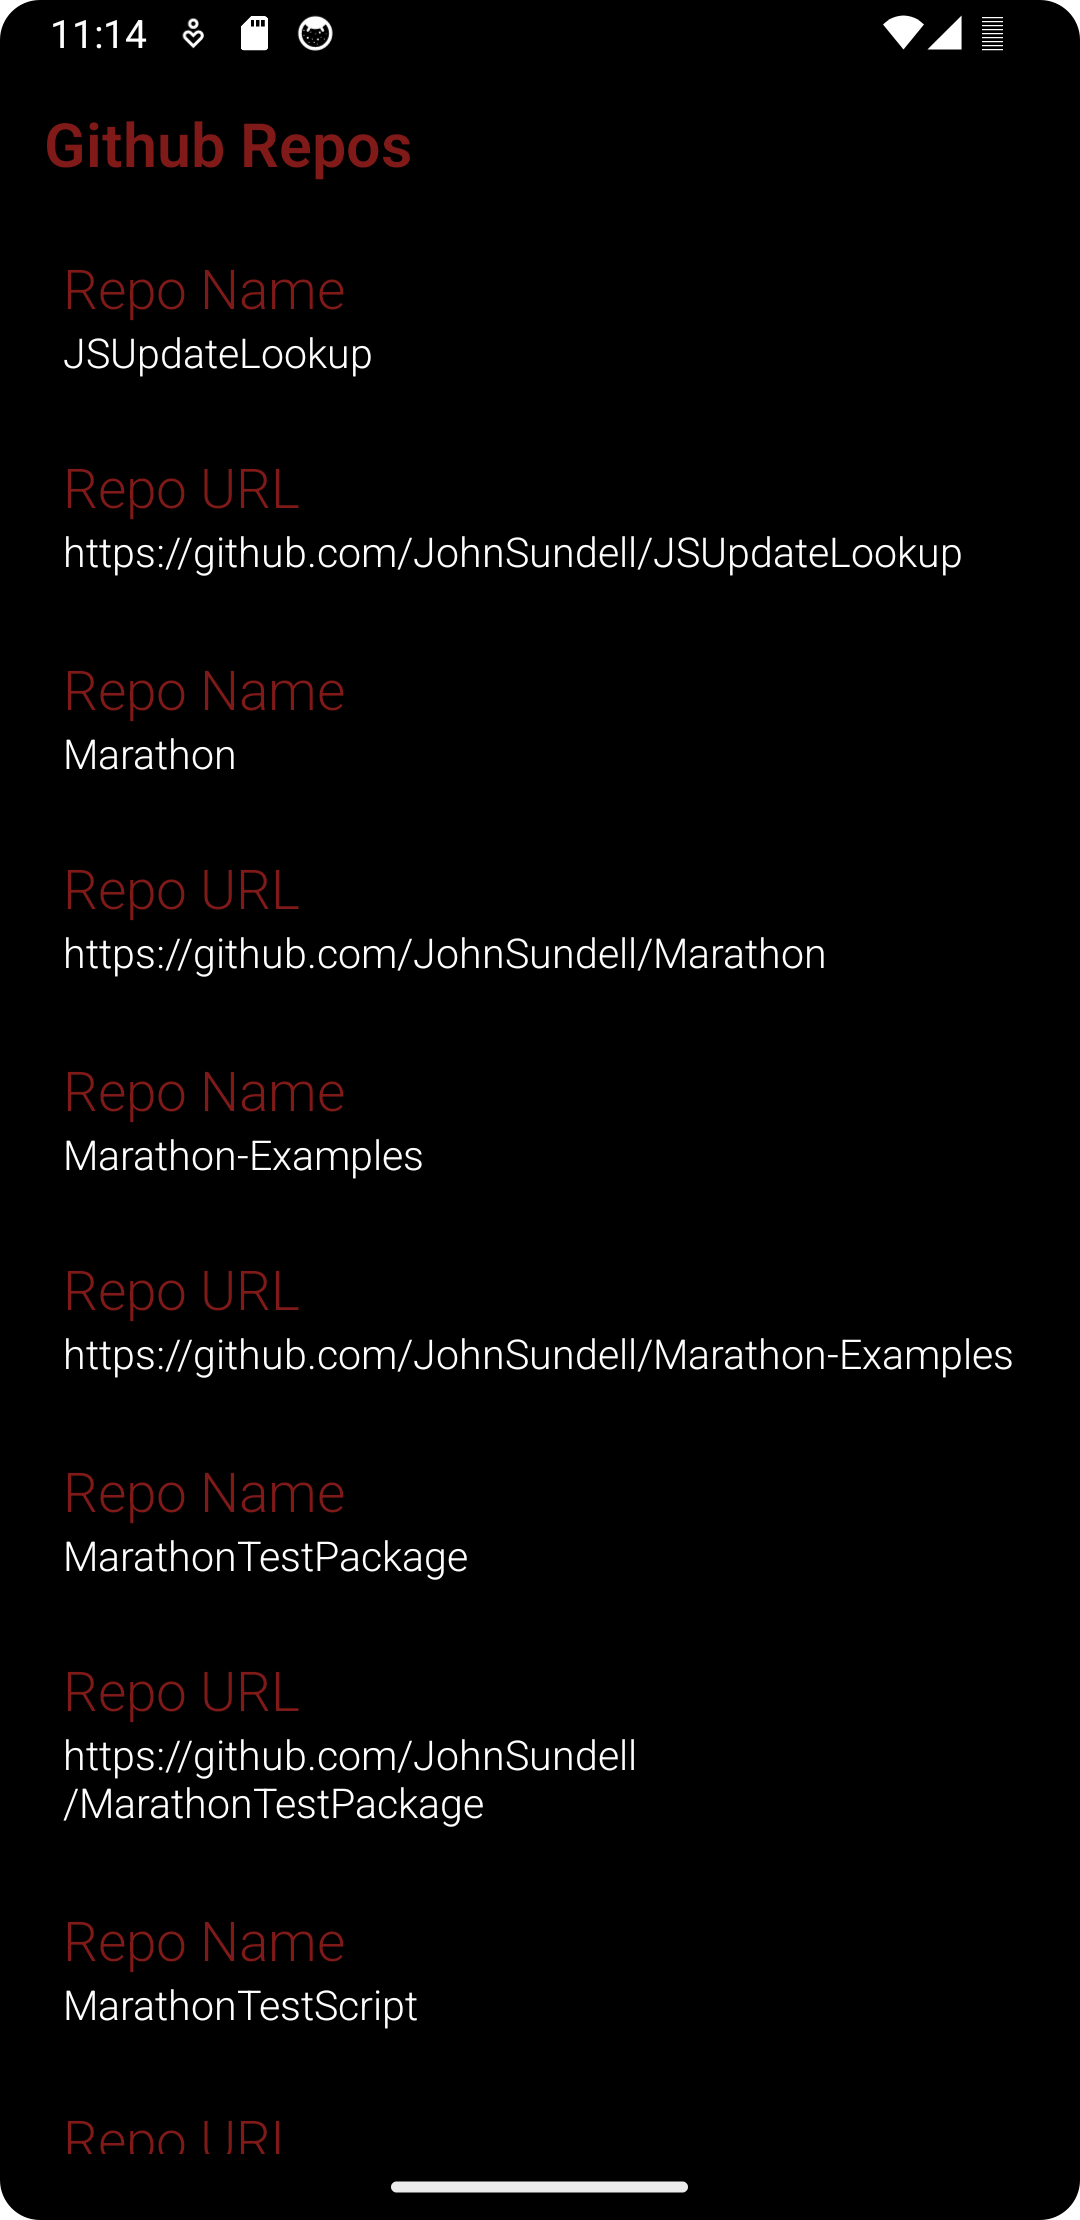 11:14
Github Repos
Repo Name
JSUpdateLookup
Repo URL
https://github.com/JohnSundell/JSUpdateLookup
Repo Name
Marathon
Repo URL
https://github.com/JohnSundell/Marathon
Repo Name
Marathon-Examples
Repo URL
https://github.com/JohnSundell/Marathon-Examples
Repo Name
MarathonTestPackage
Repo URL
https://github.com/JohnSundell
/MarathonTestPackage
Repo Name
MarathonTestScript
Repo URL